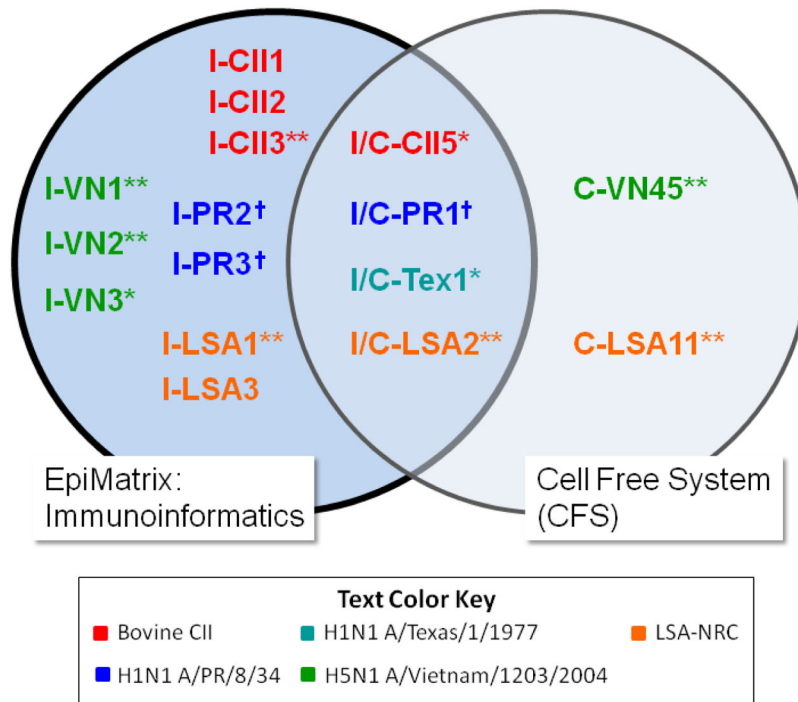 I-CII1
I-CII2
I-CII3**
I/C-CII5*
I-VN1**
C-VN45**
I-PR2†
I/C-PR1†
I-VN2**
I-PR3†
I/C-Tex1*
I-VN3*
I-LSA1**
I/C-LSA2**
C-LSA11**
I-LSA3
EpiMatrix:
Immunoinformatics
Cell Free System
(CFS)
Text Color Key
Bovine CII
H1N1 A/Texas/1/1977
LSA-NRC
H1N1 A/PR/8/34
H5N1 A/Vietnam/1203/2004